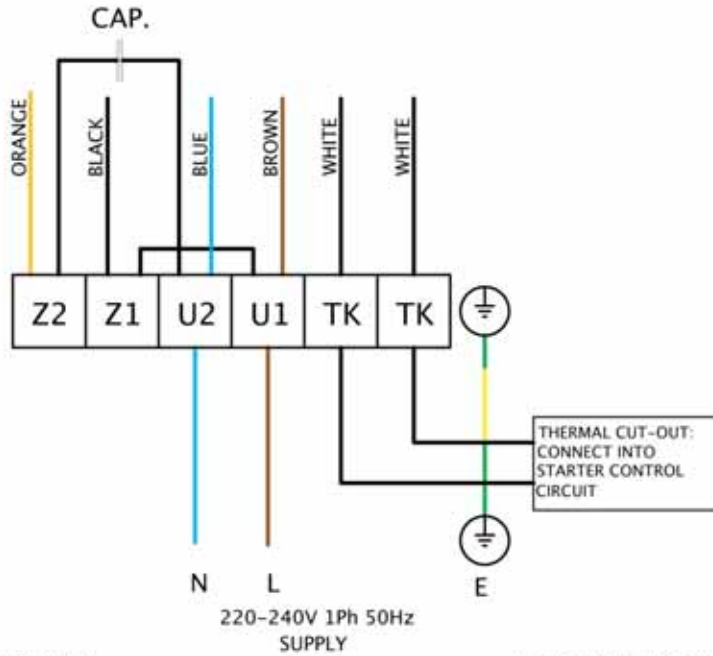 CAP.
ORANGE
BLACK
BLUE
BROWN
WHITE
WHITE
Z2 Z1 U2 U1 TK TK
THERMAL CUT-OUT:
CONNECT INTO
STARTER CONTROL
CIRCUIT
N L E
220-240V 1Ph 50Hz
SUPPLY